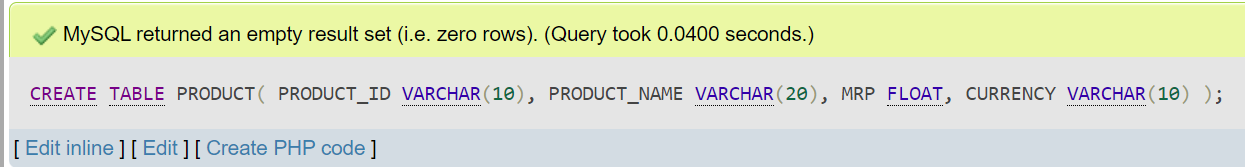 MySQL returned an empty result set (i.e. zero rows). (Query took 0.0400 seconds.)
CREATE TABLE PRODUCT( PRODUCT_ID VARCHAR(10), PRODUCT_NAME VARCHAR(20), MRP FLOAT, CURRENCY VARCHAR(10) );
[ Edit inline ] [ Edit ] [ Create PHP code ]